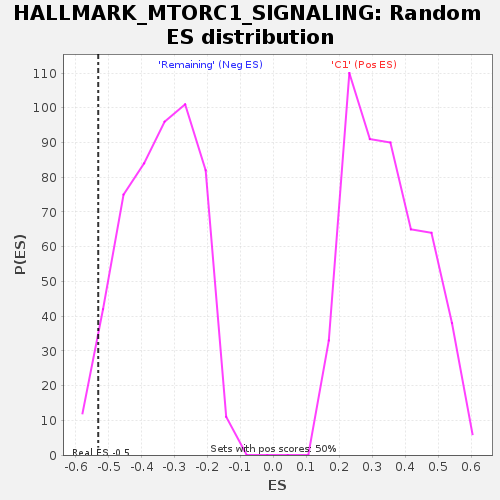 HALLMARK_MTORC1_SIGNALING: Random
ES distribution
'Remaining' (Neg ES)
'C1' (Pos ES)
110
100
90
80
70
60
50
40
30
20
10
0
P(ES)
Real ES -0.5
Sets with pos scores: 50%
-0.6 -0.5 -0.4 -0.3 -0.2 -0.1 -0.0 0.1 0.2 0.3 0.4 0.5 0.6
ES